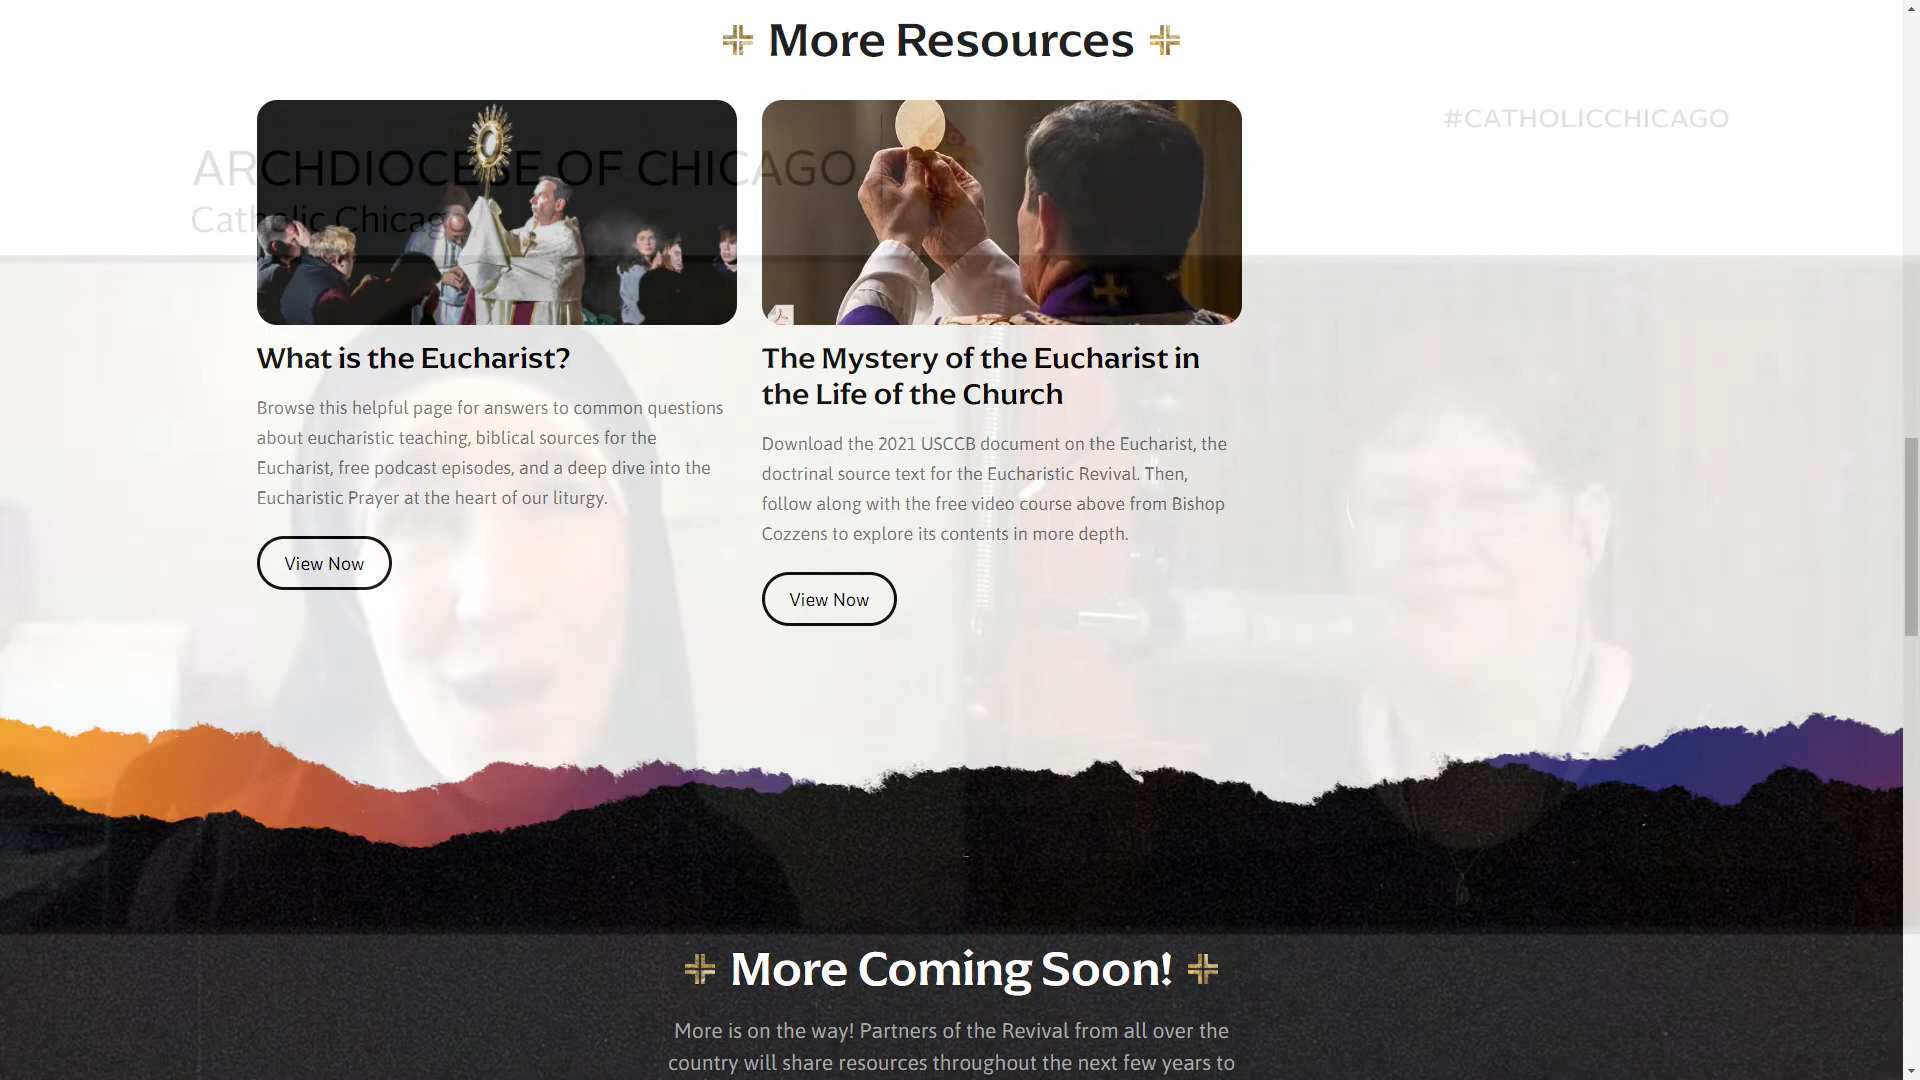 More Resources
#CATHOLICCHICAGO
ARCHDIOCESE OF CHICAGO
Catholic Chicago
What is the Eucharist?
Browse this helpful page for answers to common questions
about eucharistic teaching, biblical sources for the
Eucharist, free podcast episodes, and a deep dive into the
Eucharistic Prayer at the heart of our liturgy.
View Now
The Mystery of the Eucharist in
the Life of the Church
Download the 2021 USCCB document on the Eucharist, the
doctrinal source text for the Eucharistic Revival. Then,
follow along with the free video course above from Bishop
Cozzens to explore its contents in more depth.
View Now
More Coming Soon!
More is on the way! Partners of the Revival from all over the
country will share resources throughout the next few years to